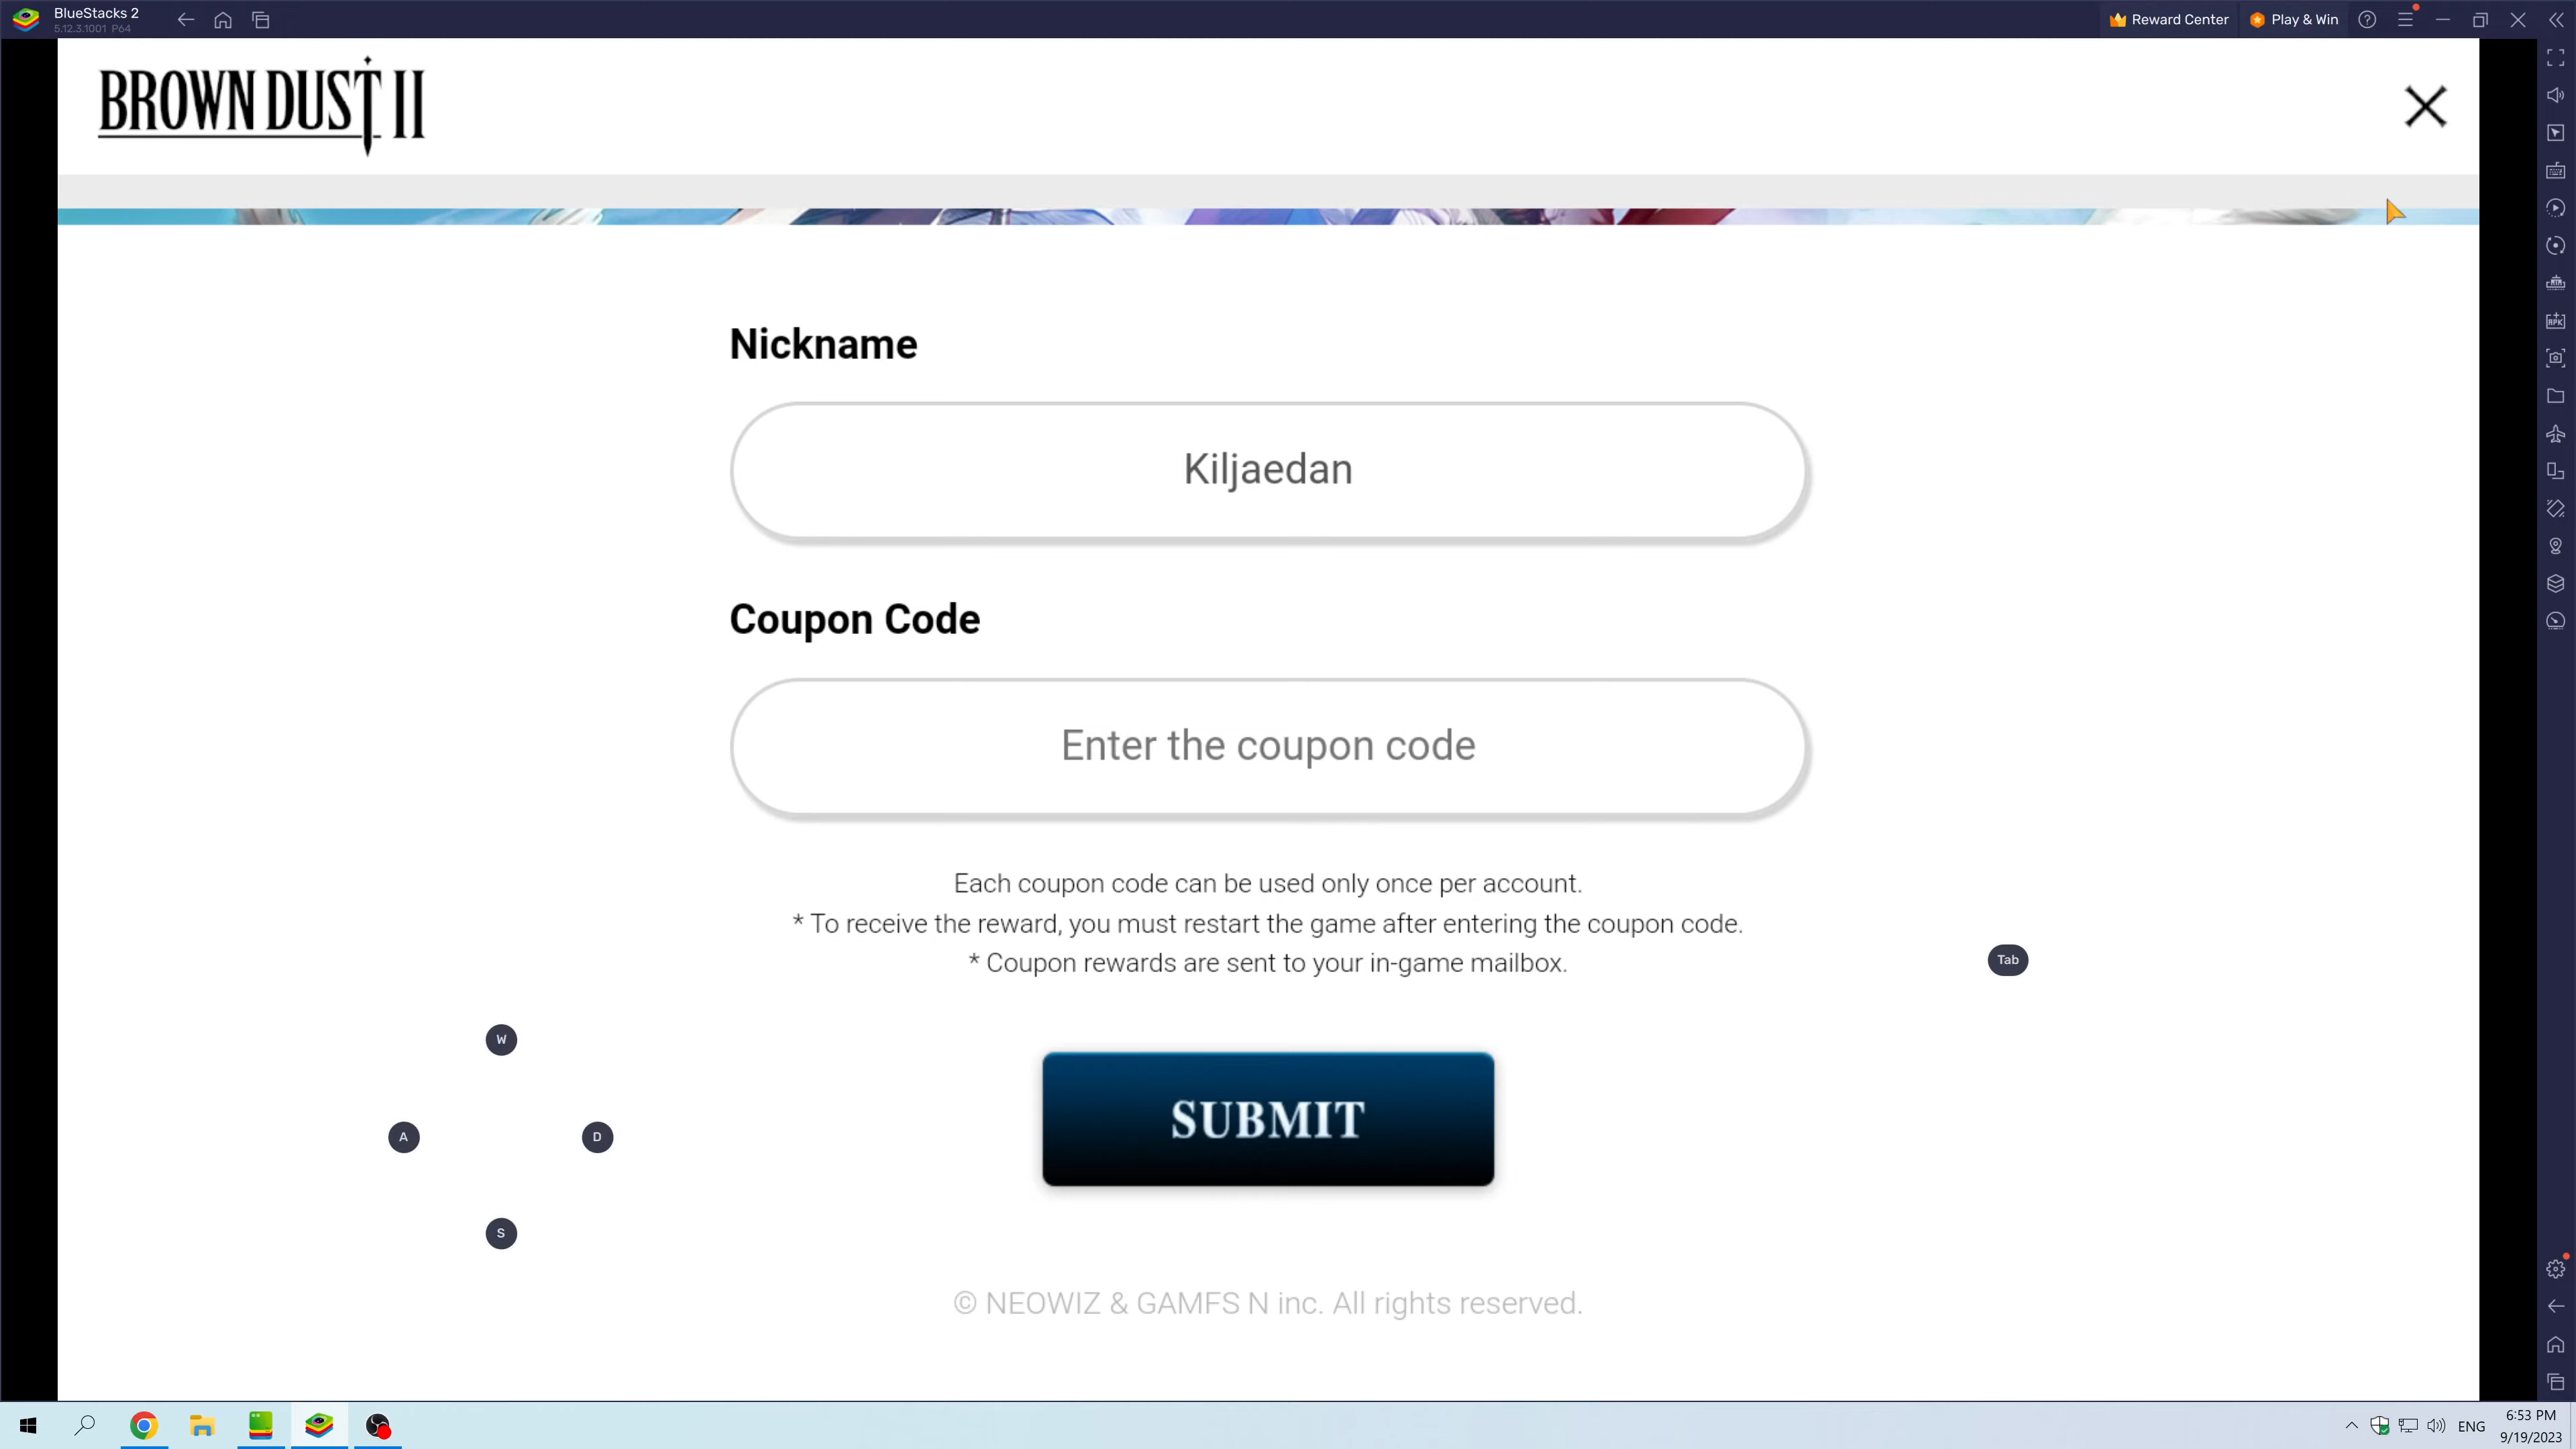 BlueStacks 2
5.12.3.1001 P64
Reward Center
Play & Win
BROWN DUST II
Nickname
Kiljaedan
Coupon Code
Enter the coupon code
Each coupon code can be used only once per account.
* To receive the reward, you must restart the game after entering the coupon code.
* Coupon rewards are sent to your in-game mailbox.
Tab
W
A
D
S
SUBMIT
© NEOWIZ & GAMFS N inc. All rights reserved.
ENG
6:53 PM
9/19/2023